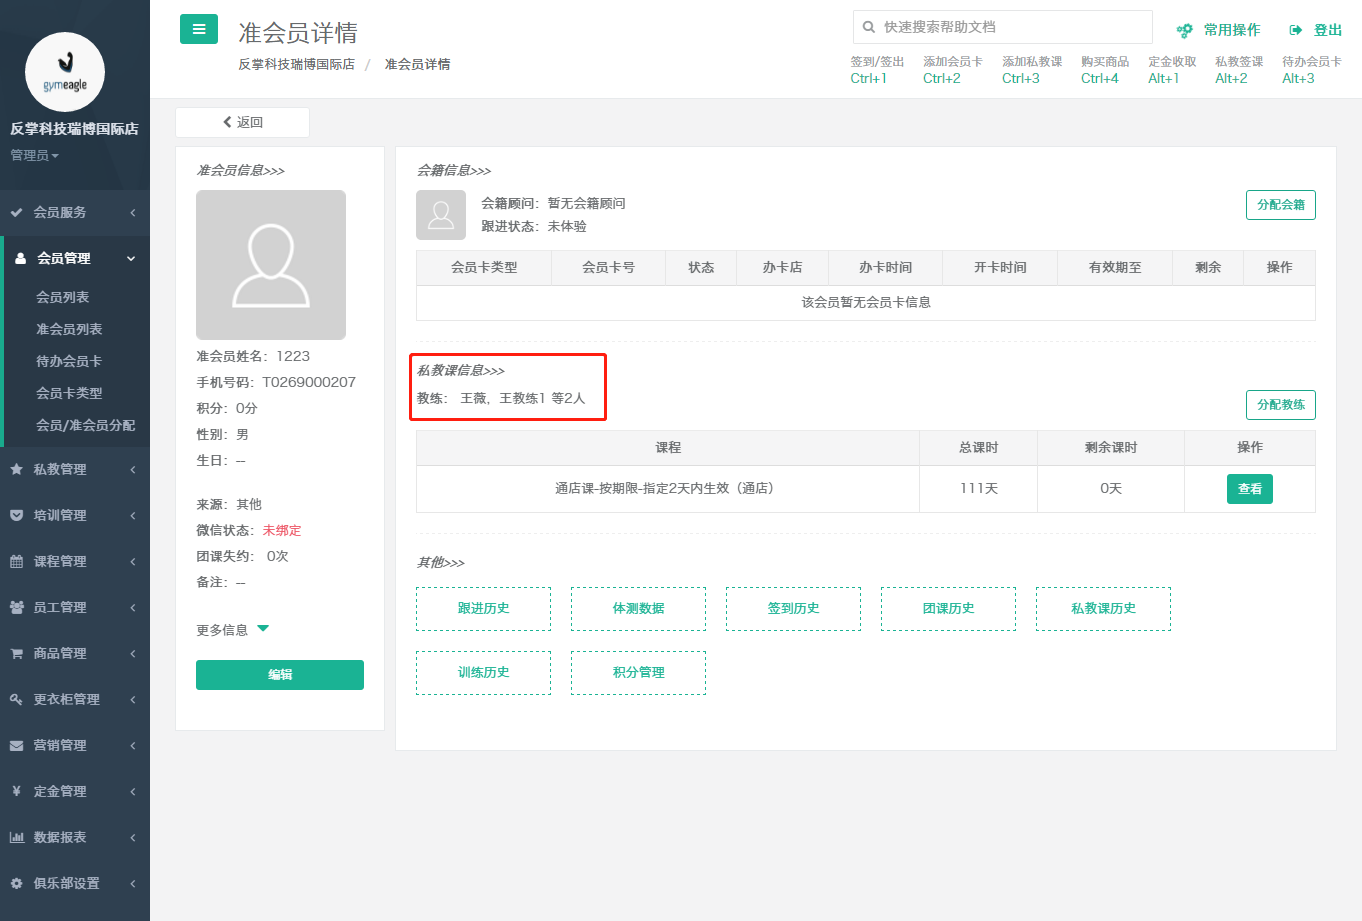 gymeagle
反掌科技瑞博国际店
管理员
会员服务
会员管理
会员列表
准会员列表
待办会员卡
会员卡类型
会员/准会员分配
私教管理
培训管理
课程管理
员工管理
商品管理
更衣柜管理
营销管理
定金管理
数据报表
俱乐部设置
准会员详情
反掌科技瑞博国际店 / 准会员详情
快速搜索帮助文档
常用操作
登出
签到/签出 添加会员卡 添加私教课 购买商品 定金收取 私教签课 待办会员卡
Ctrl+1 Ctrl+2 Ctrl+3 Ctrl+4 Alt+1 Alt+2 Alt+3
返回
准会员信息>>>
准会员姓名：1223
手机号码：T0269000207
积分：0分
性别：男
生日：--
来源：其他
微信状态：未绑定
团课失约： 0次
备注：--
更多信息
编辑
会籍信息>>>
会籍顾问：暂无会籍顾问
跟进状态：未体验
分配会籍
会员卡类型 会员卡号 状态 办卡店 办卡时间 开卡时间 有效期至 剩余 操作
该会员暂无会员卡信息
私教课信息>>>
教练： 王薇，王教练1 等2人
分配教练
课程 总课时 剩余课时 操作
通店课-按期限-指定2天内生效（通店） 111天 0天 查看
其他>>>
跟进历史 体测数据 签到历史 团课历史 私教课历史
训练历史 积分管理